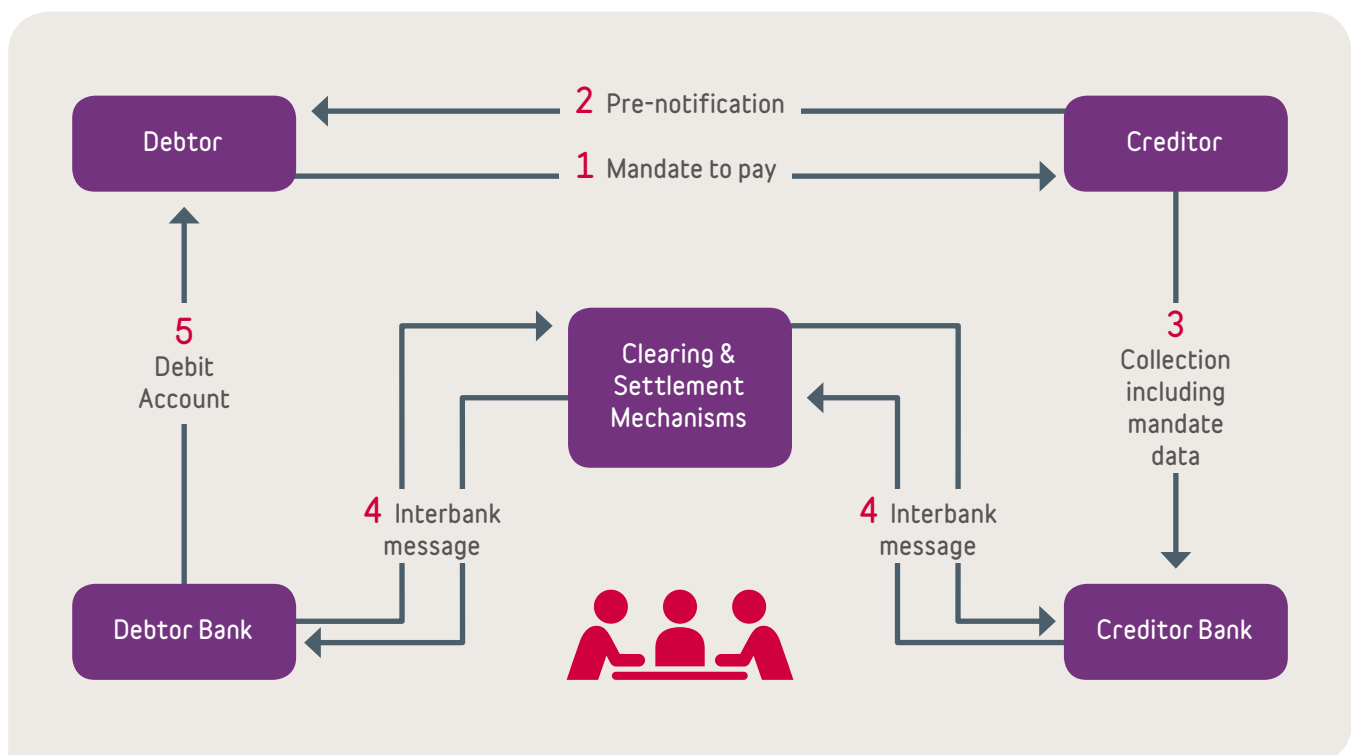 2 Pre-notification
Debtor
Creditor
1 Mandate to pay
5
Debit
Account
Clearing &
Settlement
Mechanisms
3
Collection
including
mandate
data
4 Interbank
message
4 Interbank
message
Debtor Bank
Creditor Bank